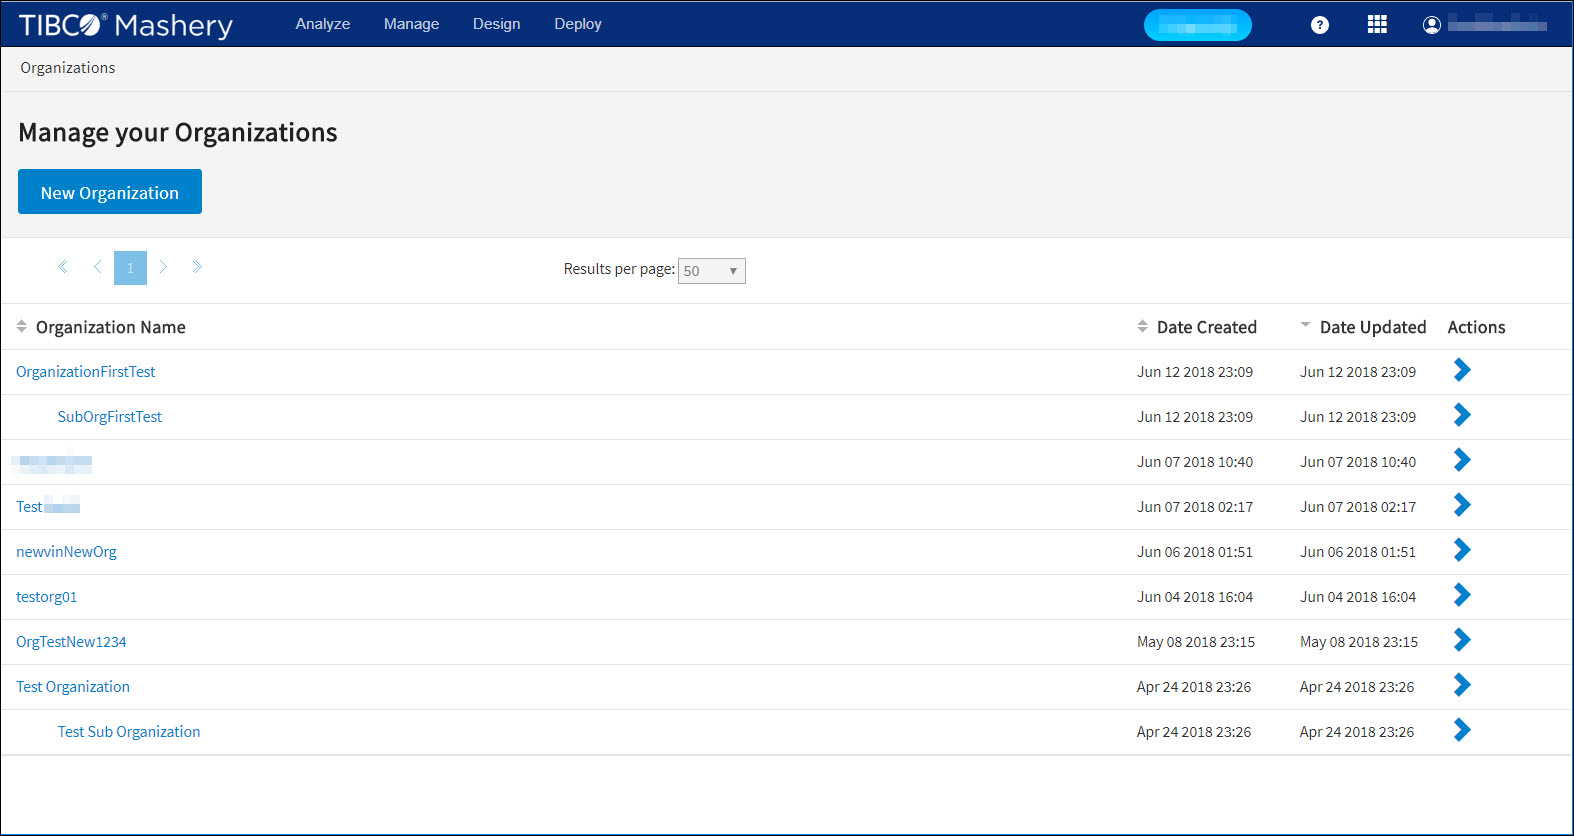 TIBCO® Mashery Analyze Manage Design Deploy ?
Organizations
Manage your Organizations
New Organization
1 Results per page: 50
Organization Name Date Created Date Updated Actions
OrganizationFirstTest Jun 12 2018 23:09 Jun 12 2018 23:09
SubOrgFirstTest Jun 12 2018 23:09 Jun 12 2018 23:09
Jun 07 2018 10:40 Jun 07 2018 10:40
Test Jun 07 2018 02:17 Jun 07 2018 02:17
newvinNewOrg Jun 06 2018 01:51 Jun 06 2018 01:51
testorg01 Jun 04 2018 16:04 Jun 04 2018 16:04
OrgTestNew1234 May 08 2018 23:15 May 08 2018 23:15
Test Organization Apr 24 2018 23:26 Apr 24 2018 23:26
Test Sub Organization Apr 24 2018 23:26 Apr 24 2018 23:26